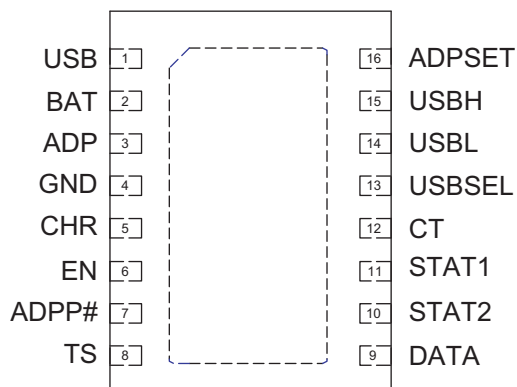 USB 1 16 ADPSET
BAT 2 15 USBH
ADP 3 14 USBL
GND 4 13 USBSEL
CHR 5 12 CT
EN 6 11 STAT1
ADPP# 7 10 STAT2
TS 8 9 DATA